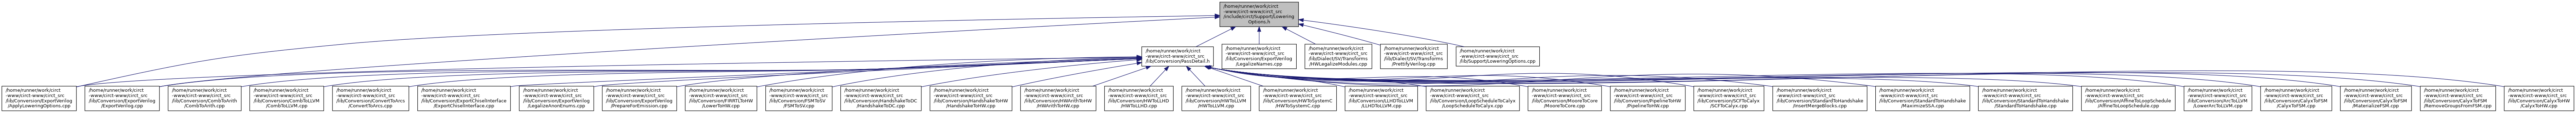 /home/runner/work/circt
-www/circt-www/circt_src
/include/circt/Support/Lowering
Options.h
/home/runner/work/circt
-www/circt-www/circt_src
/lib/Conversion/PassDetail.h
/home/runner/work/circt
-www/circt-www/circt_src
/lib/Conversion/ExportVerilog
/LegalizeNames.cpp
/home/runner/work/circt
-www/circt-www/circt_src
/lib/Dialect/SV/Transforms
/HWLegalizeModules.cpp
/home/runner/work/circt
-www/circt-www/circt_src
/lib/Dialect/SV/Transforms
/PrettifyVerilog.cpp
/home/runner/work/circt
-www/circt-www/circt_src
/lib/Support/LoweringOptions.cpp
/home/runner/work/circt
-www/circt-www/circt_src
/lib/Conversion/ExportVerilog
/ApplyLoweringOptions.cpp
/home/runner/work/circt
-www/circt-www/circt_src
/lib/Conversion/ExportVerilog
/ExportVerilog.cpp
/home/runner/work/circt
-www/circt-www/circt_src
/lib/Conversion/CombToArith
/CombToArith.cpp
/home/runner/work/circt
-www/circt-www/circt_src
/lib/Conversion/CombToLLVM
/CombToLLVM.cpp
/home/runner/work/circt
-www/circt-www/circt_src
/lib/Conversion/ConvertToArcs
/ConvertToArcs.cpp
/home/runner/work/circt
-www/circt-www/circt_src
/lib/Conversion/ExportChiselInterface
/ExportChiselInterface.cpp
/home/runner/work/circt
-www/circt-www/circt_src
/lib/Conversion/ExportVerilog
/LegalizeAnonEnums.cpp
/home/runner/work/circt
-www/circt-www/circt_src
/lib/Conversion/ExportVerilog
/PrepareForEmission.cpp
/home/runner/work/circt
-www/circt-www/circt_src
/lib/Conversion/FIRRTLToHW
/LowerToHW.cpp
/home/runner/work/circt
-www/circt-www/circt_src
/lib/Conversion/FSMToSV
/FSMToSV.cpp
/home/runner/work/circt
-www/circt-www/circt_src
/lib/Conversion/HandshakeToDC
/HandshakeToDC.cpp
/home/runner/work/circt
-www/circt-www/circt_src
/lib/Conversion/HandshakeToHW
/HandshakeToHW.cpp
/home/runner/work/circt
-www/circt-www/circt_src
/lib/Conversion/HWArithToHW
/HWArithToHW.cpp
/home/runner/work/circt
-www/circt-www/circt_src
/lib/Conversion/HWToLLHD
/HWToLLHD.cpp
/home/runner/work/circt
-www/circt-www/circt_src
/lib/Conversion/HWToLLVM
/HWToLLVM.cpp
/home/runner/work/circt
-www/circt-www/circt_src
/lib/Conversion/HWToSystemC
/HWToSystemC.cpp
/home/runner/work/circt
-www/circt-www/circt_src
/lib/Conversion/LLHDToLLVM
/LLHDToLLVM.cpp
/home/runner/work/circt
-www/circt-www/circt_src
/lib/Conversion/LoopScheduleToCalyx
/LoopScheduleToCalyx.cpp
/home/runner/work/circt
-www/circt-www/circt_src
/lib/Conversion/MooreToCore
/MooreToCore.cpp
/home/runner/work/circt
-www/circt-www/circt_src
/lib/Conversion/PipelineToHW
/PipelineToHW.cpp
/home/runner/work/circt
-www/circt-www/circt_src
/lib/Conversion/SCFToCalyx
/SCFToCalyx.cpp
/home/runner/work/circt
-www/circt-www/circt_src
/lib/Conversion/StandardToHandshake
/InsertMergeBlocks.cpp
/home/runner/work/circt
-www/circt-www/circt_src
/lib/Conversion/StandardToHandshake
/MaximizeSSA.cpp
/home/runner/work/circt
-www/circt-www/circt_src
/lib/Conversion/StandardToHandshake
/StandardToHandshake.cpp
/home/runner/work/circt
-www/circt-www/circt_src
/lib/Conversion/AffineToLoopSchedule
/AffineToLoopSchedule.cpp
/home/runner/work/circt
-www/circt-www/circt_src
/lib/Conversion/ArcToLLVM
/LowerArcToLLVM.cpp
/home/runner/work/circt
-www/circt-www/circt_src
/lib/Conversion/CalyxToFSM
/CalyxToFSM.cpp
/home/runner/work/circt
-www/circt-www/circt_src
/lib/Conversion/CalyxToFSM
/MaterializeFSM.cpp
/home/runner/work/circt
-www/circt-www/circt_src
/lib/Conversion/CalyxToFSM
/RemoveGroupsFromFSM.cpp
/home/runner/work/circt
-www/circt-www/circt_src
/lib/Conversion/CalyxToHW
/CalyxToHW.cpp